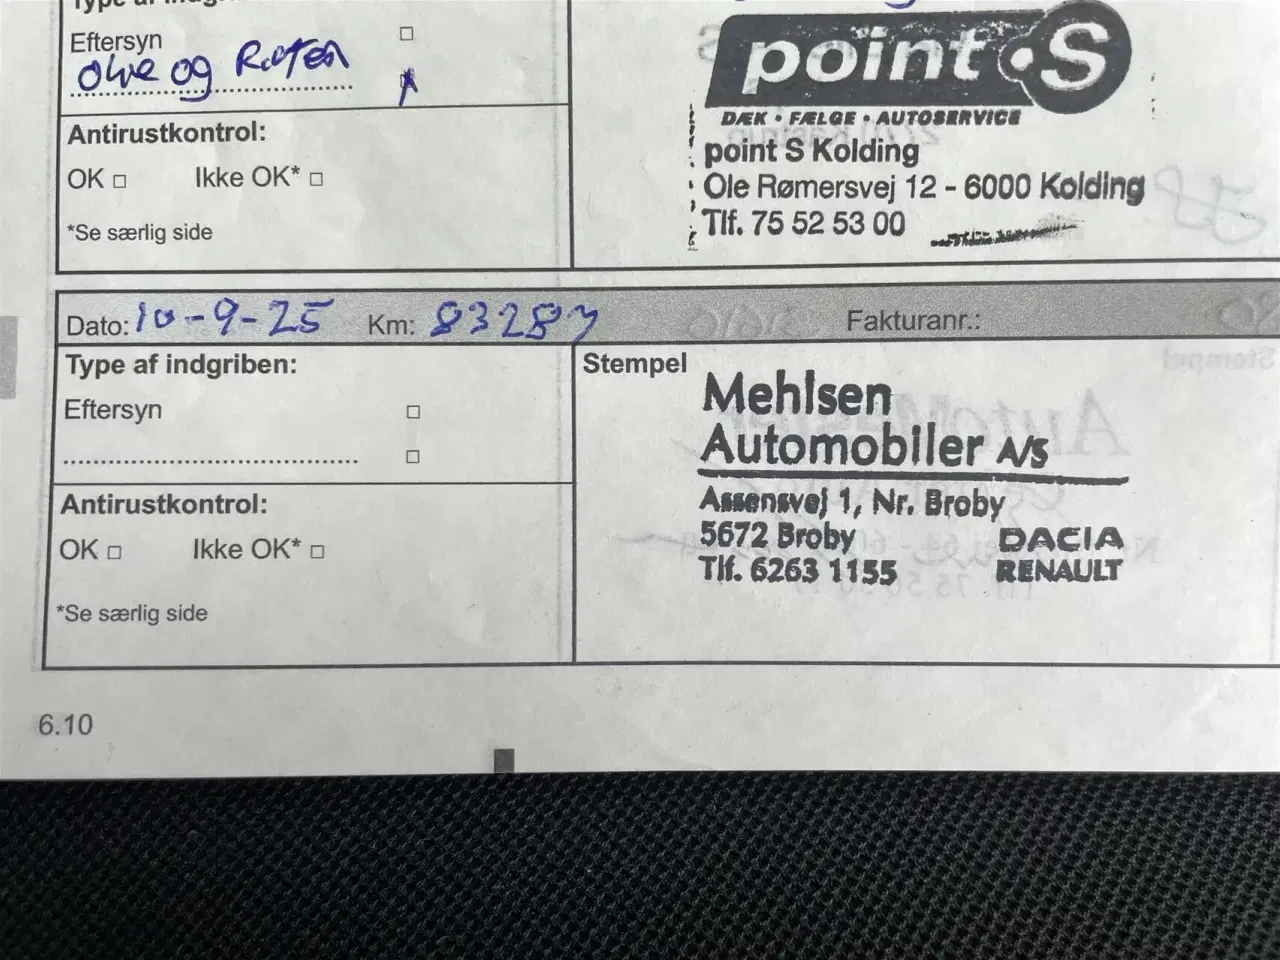 Eftersyn □
Olie og
Antirustkontrol:
OK □ Ikke OK* □
*Se særlig side
point S
DÆK • FÆLGE • AUTOSERVICE
point S Kolding
Ole Rømersvej 12 - 6000 Kolding
Tlf. 75 52 53 00
Dato: 10-9-25 Km: 83287 Fakturanr.:
Type af indgriben:
Eftersyn □
□
Antirustkontrol:
OK □ Ikke OK* □
*Se særlig side
Stempel
Mehlsen
Automobiler A/S
Assensvej 1, Nr. Broby
5672 Broby DACIA
Tlf. 6263 1155 RENAULT
6.10